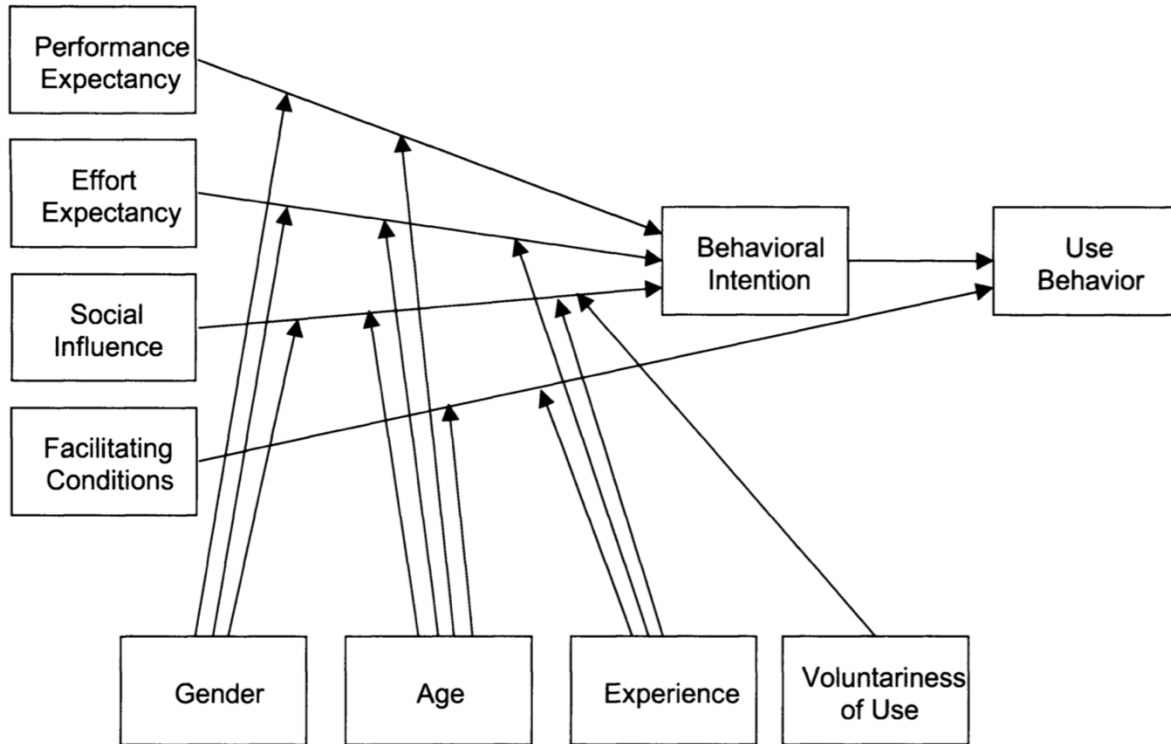 Performance
Expectancy
Effort
Expectancy
Social
Influence
Facilitating
Conditions
Behavioral
Intention
Use
Behavior
Gender
Age
Experience
Voluntariness
of Use